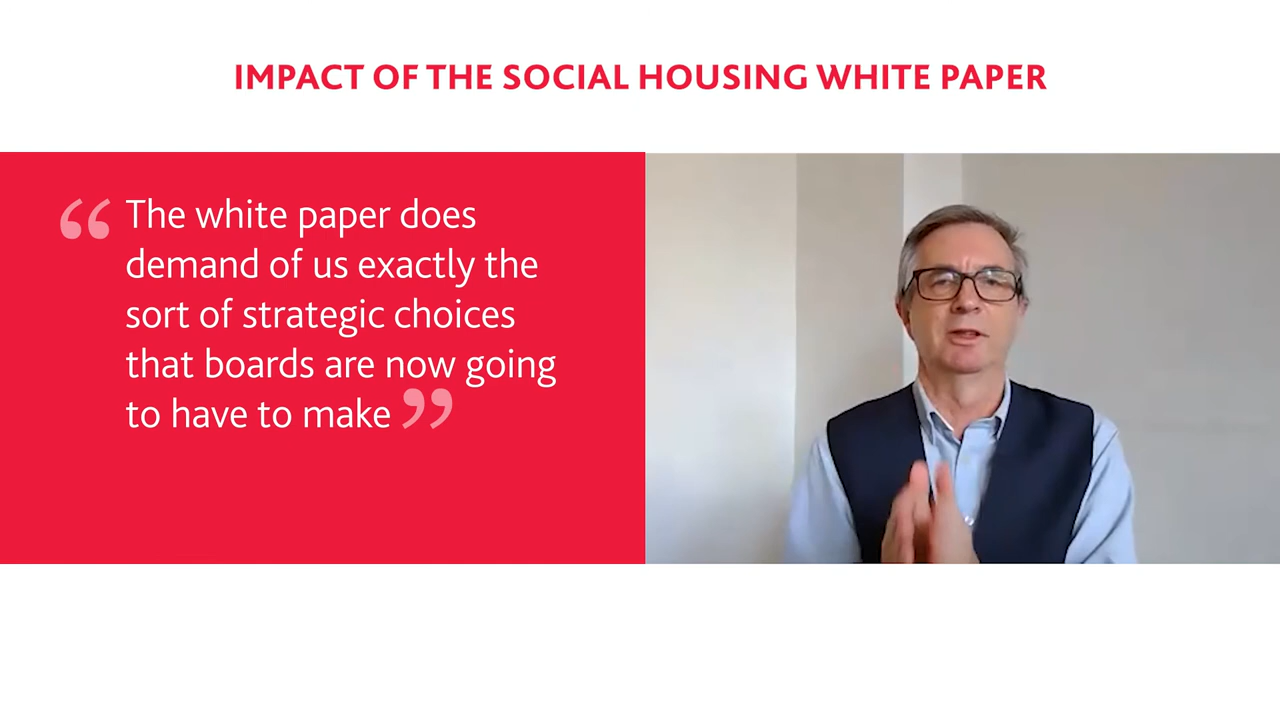 IMPACT OF THE SOCIAL HOUSING WHITE PAPER
“The white paper does
demand of us exactly the
sort of strategic choices
that boards are now going
to have to make”